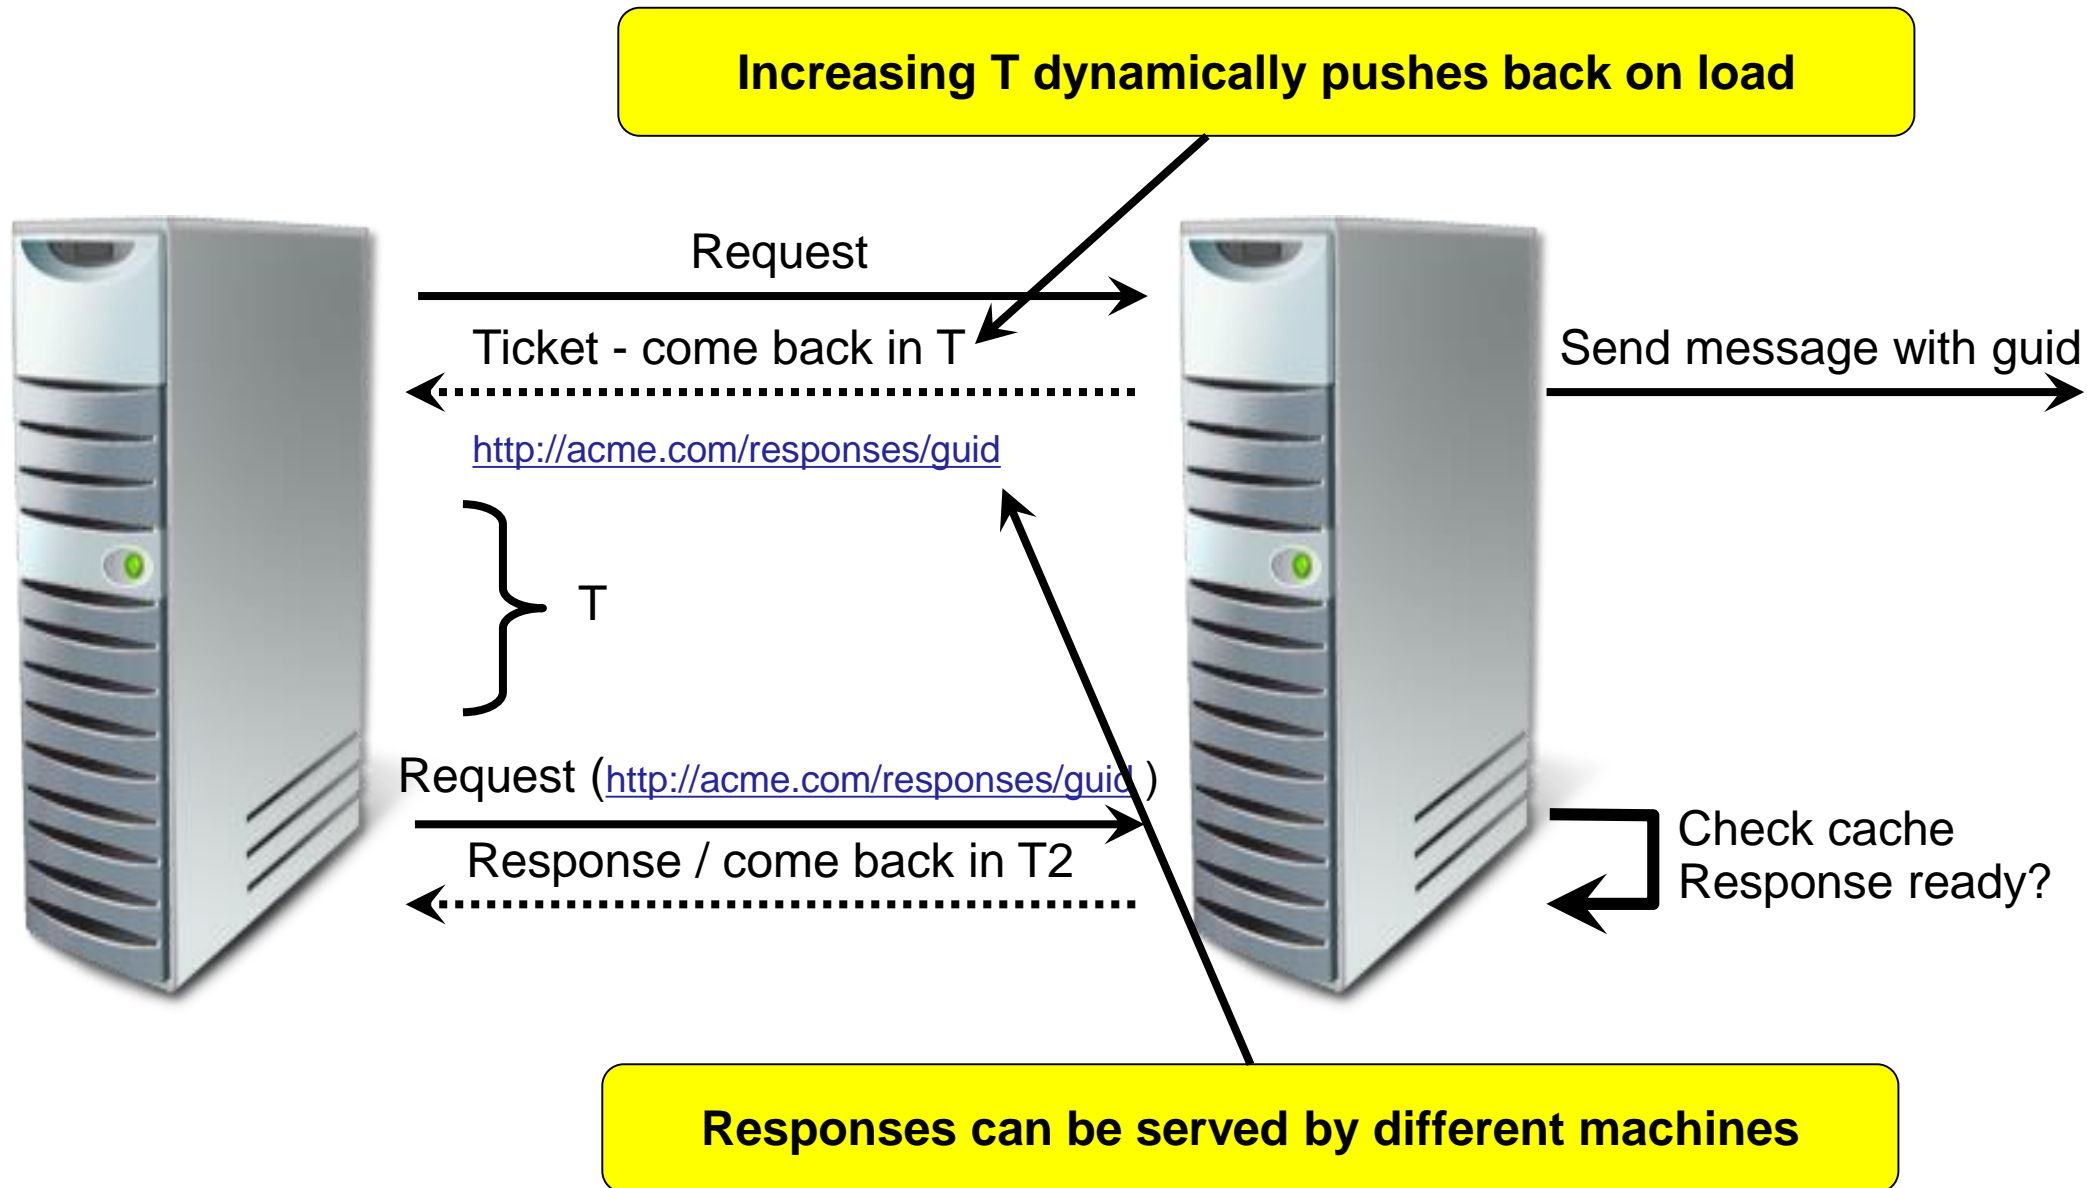 Increasing T dynamically pushes back on load
Request
Ticket - come back in T
Send message with guid
http://acme.com/responses/guid
T
Request (http://acme.com/responses/guid )
Response / come back in T2
Check cache
Response ready?
Responses can be served by different machines